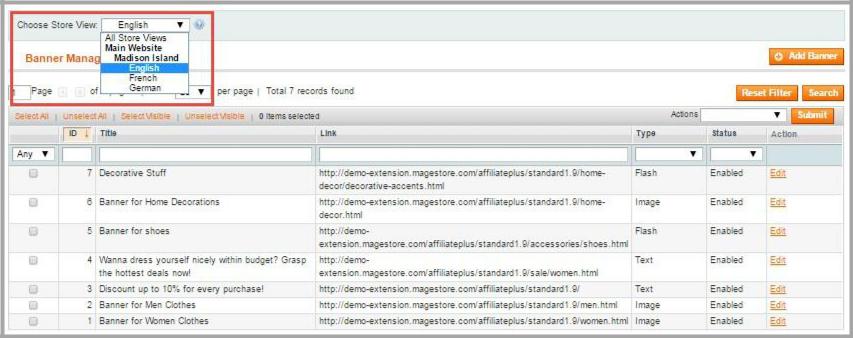 Choose Store View: English
All Store Views
Main Website
Madison Island
English
French
German
Banner Manag
Add Banner
Page of per page | Total 7 records found
Reset Filter Search
Select All | Unselect All | Select Visible | Unselect Visible | 0 items selected
Actions Submit
ID Title Link Type Status Action
Any
7 Decorative Stuff http://demo-extension.magestore.com/affiliateplus/standard1.9/home- Flash Enabled Edit
decor/decorative-accents.html
6 Banner for Home Decorations http://demo-extension.magestore.com/affiliateplus/standard1.9/home- Image Enabled Edit
decor.html
5 Banner for shoes http://demo- Flash Enabled Edit
extension.magestore.com/affiliateplus/standard1.9/accessories/shoes.html
4 Wanna dress yourself nicely within budget? Grasp http://demo- Text Enabled Edit
the hottest deals now! extension.magestore.com/affiliateplus/standard1.9/sale/women.html
3 Discount up to 10% for every purchase! http://demo-extension.magestore.com/affiliateplus/standard1.9/ Text Enabled Edit
2 Banner for Men Clothes http://demo-extension.magestore.com/affiliateplus/standard1.9/men.html Image Enabled Edit
1 Banner for Women Clothes http://demo-extension.magestore.com/affiliateplus/standard1.9/women.html Image Enabled Edit